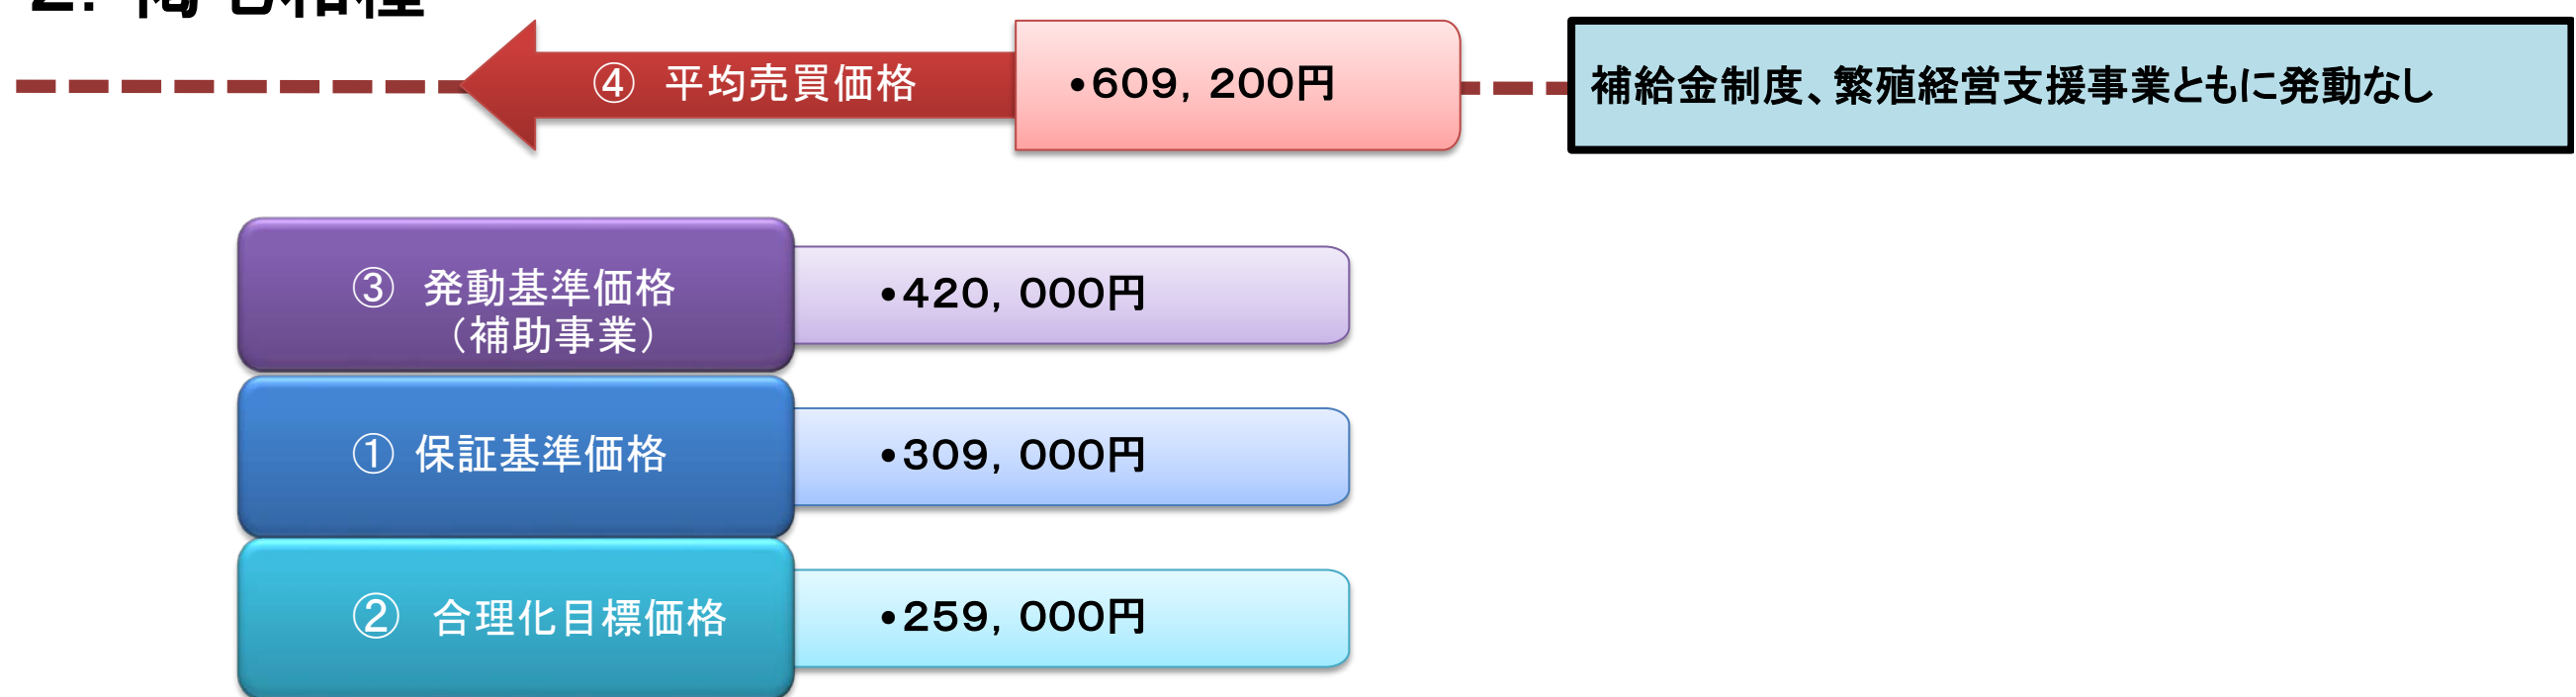 ④ 平均売買価格
•609，200円
補給金制度、繁殖経営支援事業ともに発動なし
③ 発動基準価格
（補助事業）
•420，000円
① 保証基準価格
•309，000円
② 合理化目標価格
•259，000円